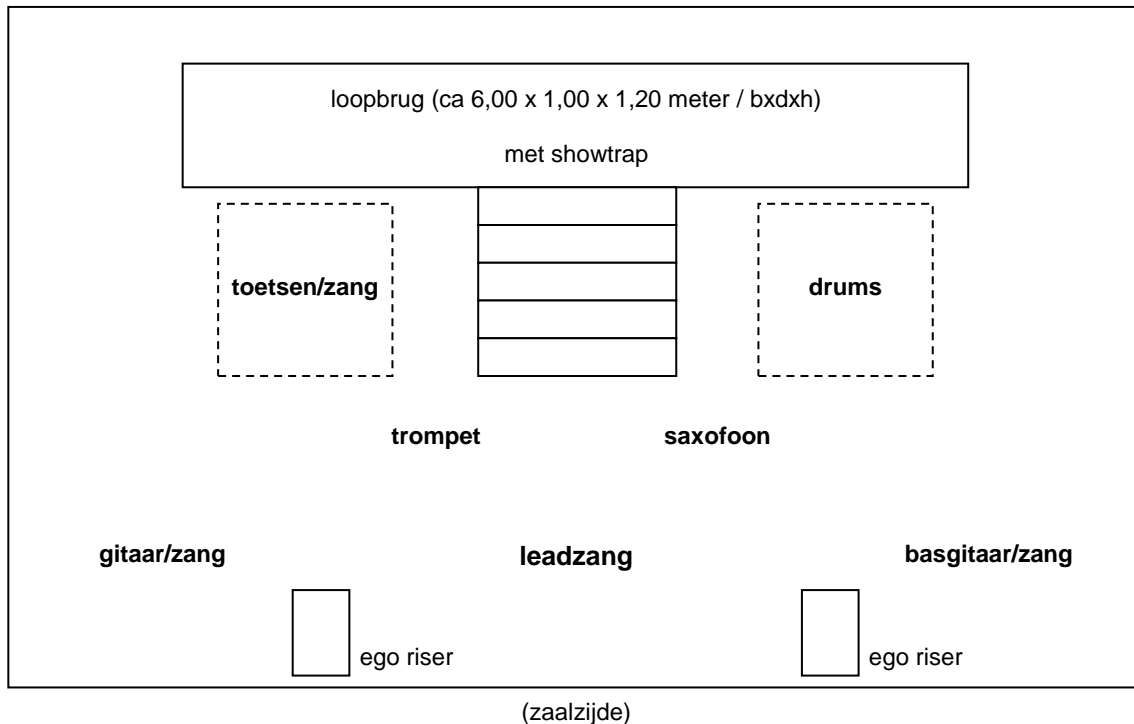 loopbrug (ca 6,00 x 1,00 x 1,20 meter / bxdxh)
met showtrap
toetsen/zang
drums
trompet
saxofoon
gitaar/zang
leadzang
basgitaar/zang
ego riser
ego riser
(zaalzijde)